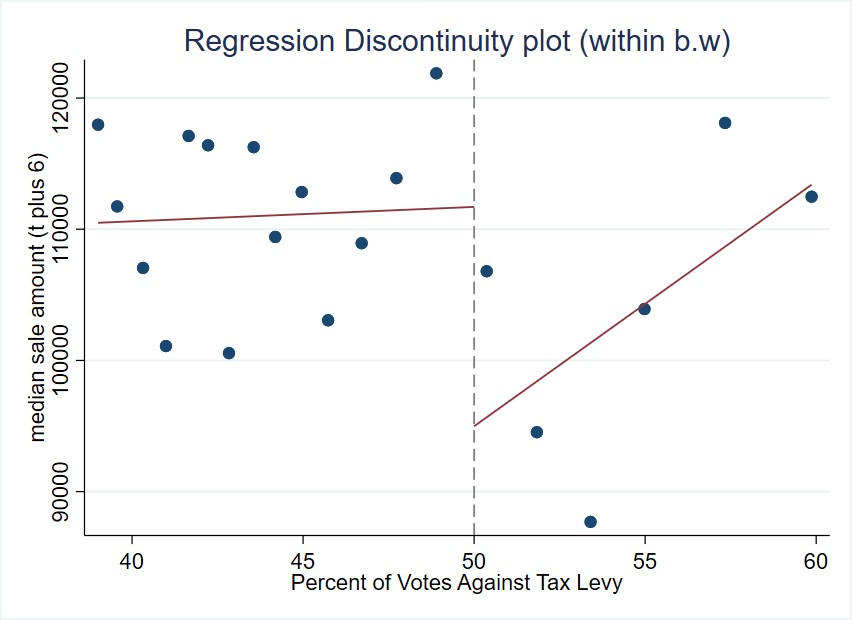 Regression Discontinuity plot (within b.w)
median sale amount (t plus 6)
120000
110000
100000
90000
40 45 50 55 60
Percent of Votes Against Tax Levy